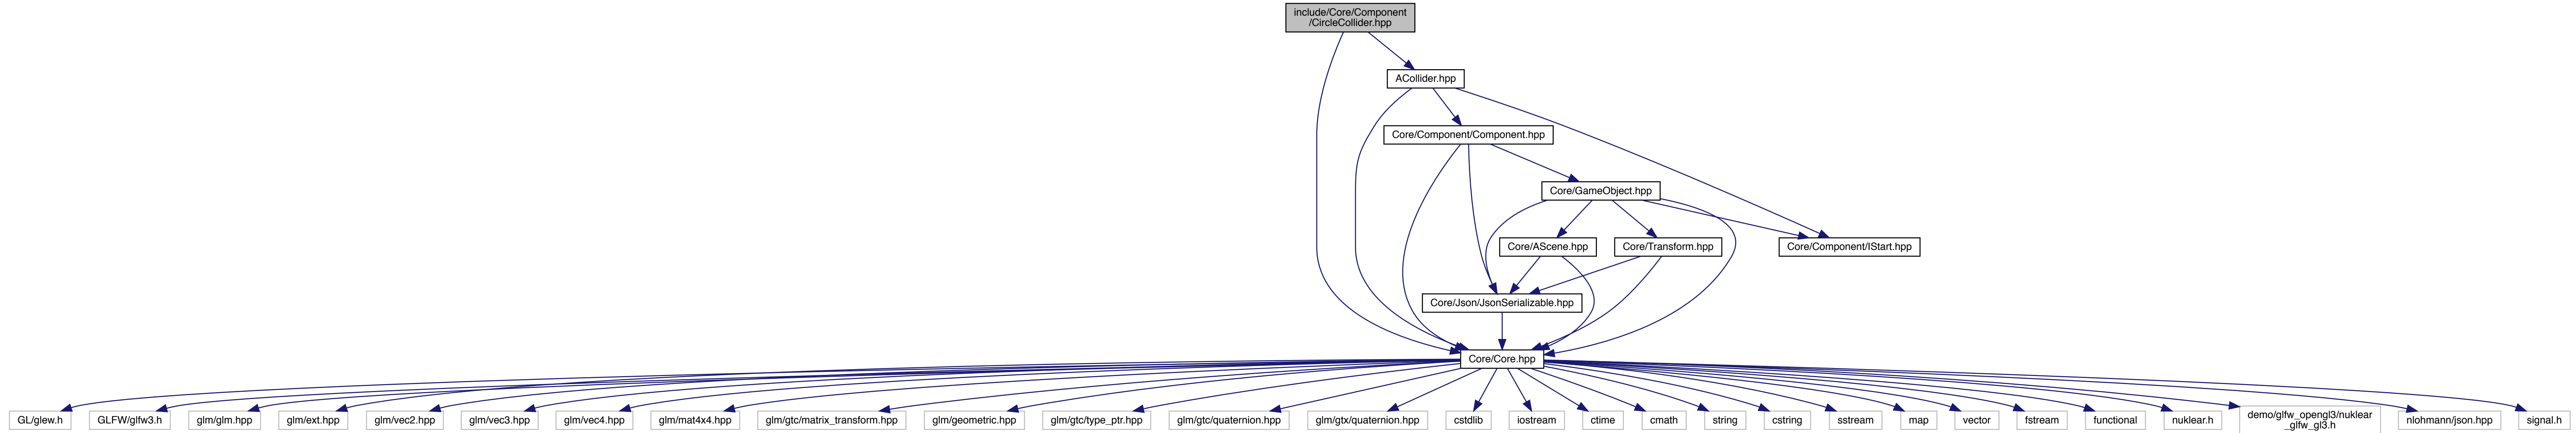 include/Core/Component
/CircleCollider.hpp
ACollider.hpp
Core/Component/Component.hpp
Core/GameObject.hpp
Core/AScene.hpp
Core/Transform.hpp
Core/Component/IStart.hpp
Core/Json/JsonSerializable.hpp
Core/Core.hpp
GL/glew.h
GLFW/glfw3.h
glm/glm.hpp
glm/ext.hpp
glm/vec2.hpp
glm/vec3.hpp
glm/vec4.hpp
glm/mat4x4.hpp
glm/gtc/matrix_transform.hpp
glm/geometric.hpp
glm/gtc/type_ptr.hpp
glm/gtc/quaternion.hpp
glm/gtx/quaternion.hpp
cstdlib
iostream
ctime
cmath
string
cstring
sstream
map
vector
fstream
functional
nuklear.h
demo/glfw_opengl3/nuklear
_glfw_gl3.h
nlohmann/json.hpp
signal.h